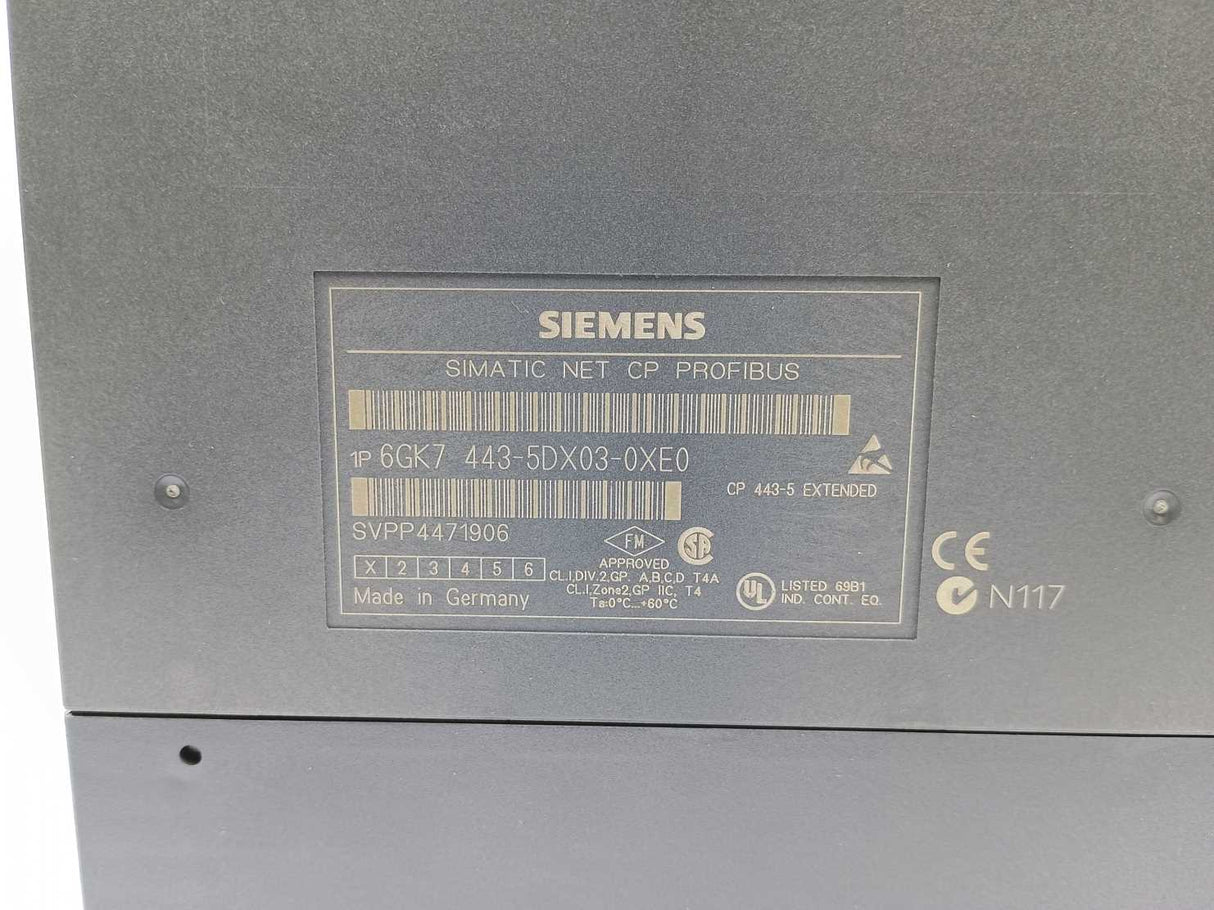 SIEMENS
SIMATIC NET CP PROFIBUS
1P 6GK7 443-5DX03-0XE0
CP 443-5 EXTENDED
SVPP4471906
X 2 3 4 5 6
Made in Germany
FM
APPROVED
CL.I,DIV.2,GP. A,B,C,D T4A
CL.I,Zone2,GP IIC, T4
Ta:0°C...+60°C
SA
UL
LISTED 69B1
IND. CONT. EQ.
CE
N117